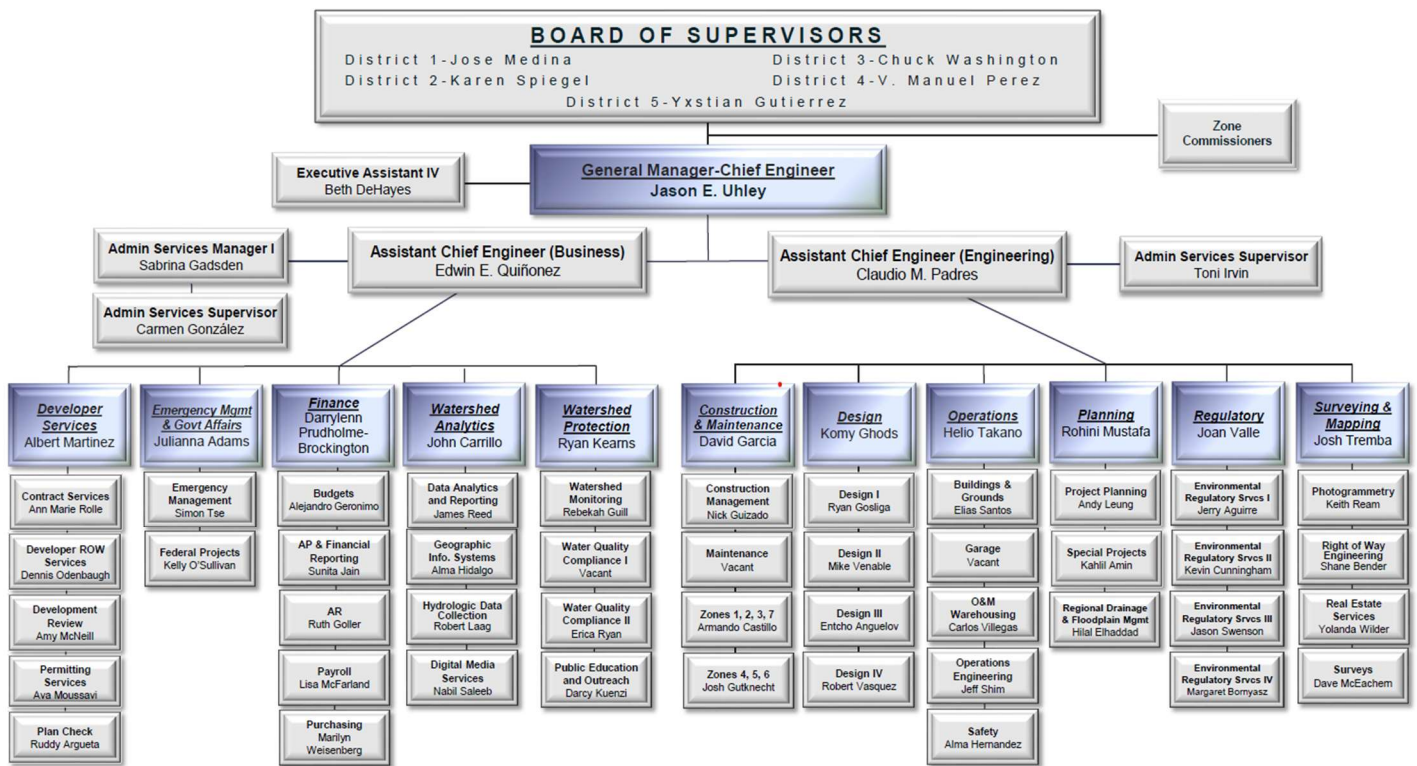 BOARD OF SUPERVISORS
District 1-Jose Medina
District 3-Chuck Washington
District 2-Karen Spiegel
District 4-V. Manuel Perez
District 5-Yxstian Gutierrez
Zone
Commissioners
General Manager-Chief Engineer
Jason E. Uhley
Executive Assistant IV
Beth DeHayes
Admin Services Manager I
Sabrina Gadsden
Assistant Chief Engineer (Business)
Edwin E. Quiñonez
Assistant Chief Engineer (Engineering)
Claudio M. Padres
Admin Services Supervisor
Toni Irvin
Admin Services Supervisor
Carmen González
Developer
Services
Albert Martinez
Contract Services
Ann Marie Rolle
Developer ROW
Services
Dennis Odenbaugh
Development
Review
Amy McNeill
Permitting
Services
Ava Moussavi
Plan Check
Ruddy Argueta
Emergency Mgmt
& Govt Affairs
Julianna Adams
Emergency
Management
Simon Tse
Federal Projects
Kelly O'Sullivan
Finance
Darrylenn
Prudholme-
Brockington
Budgets
Alejandro Geronimo
AP & Financial
Reporting
Sunita Jain
AR
Ruth Goller
Payroll
Lisa McFarland
Purchasing
Marilyn
Weisenberg
Watershed
Analytics
John Carrillo
Data Analytics
and Reporting
James Reed
Geographic
Info. Systems
Alma Hidalgo
Hydrologic Data
Collection
Robert Laag
Digital Media
Services
Nabil Saleeb
Watershed
Protection
Ryan Kearns
Watershed
Monitoring
Rebekah Guill
Water Quality
Compliance I
Vacant
Water Quality
Compliance II
Erica Ryan
Public Education
and Outreach
Darcy Kuenzi
Construction
& Maintenance
David Garcia
Construction
Management
Nick Guizado
Maintenance
Vacant
Zones 1, 2, 3, 7
Armando Castillo
Zones 4, 5, 6
Josh Gutknecht
Design
Komy Ghods
Design I
Ryan Gosliga
Design II
Mike Venable
Design III
Entcho Anguelov
Design IV
Robert Vasquez
Operations
Helio Takano
Buildings &
Grounds
Elias Santos
Garage
Vacant
O&M
Warehousing
Carlos Villegas
Operations
Engineering
Jeff Shim
Safety
Alma Hernandez
Planning
Rohini Mustafa
Project Planning
Andy Leung
Special Projects
Kahlil Amin
Regional Drainage
& Floodplain Mgmt
Hilal Elhaddad
Regulatory
Joan Valle
Environmental
Regulatory Srvcs I
Jerry Aguirre
Environmental
Regulatory Srvcs II
Kevin Cunningham
Environmental
Regulatory Srvcs III
Jason Swenson
Environmental
Regulatory Srvcs IV
Margaret Bornyasz
Surveying &
Mapping
Josh Tremba
Photogrammetry
Keith Ream
Right of Way
Engineering
Shane Bender
Real Estate
Services
Yolanda Wilder
Surveys
Dave McEachern